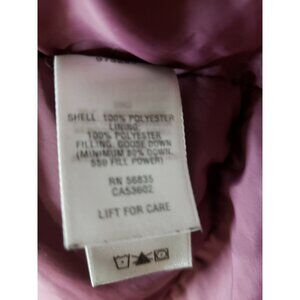 SHELL: 100% POLYESTER
LINING:
100% POLYESTER
FILLING: GOOSE DOWN
(MINIMUM 80% DOWN,
550 FILL POWER)
RN 56835
CA53602
LIFT FOR CARE